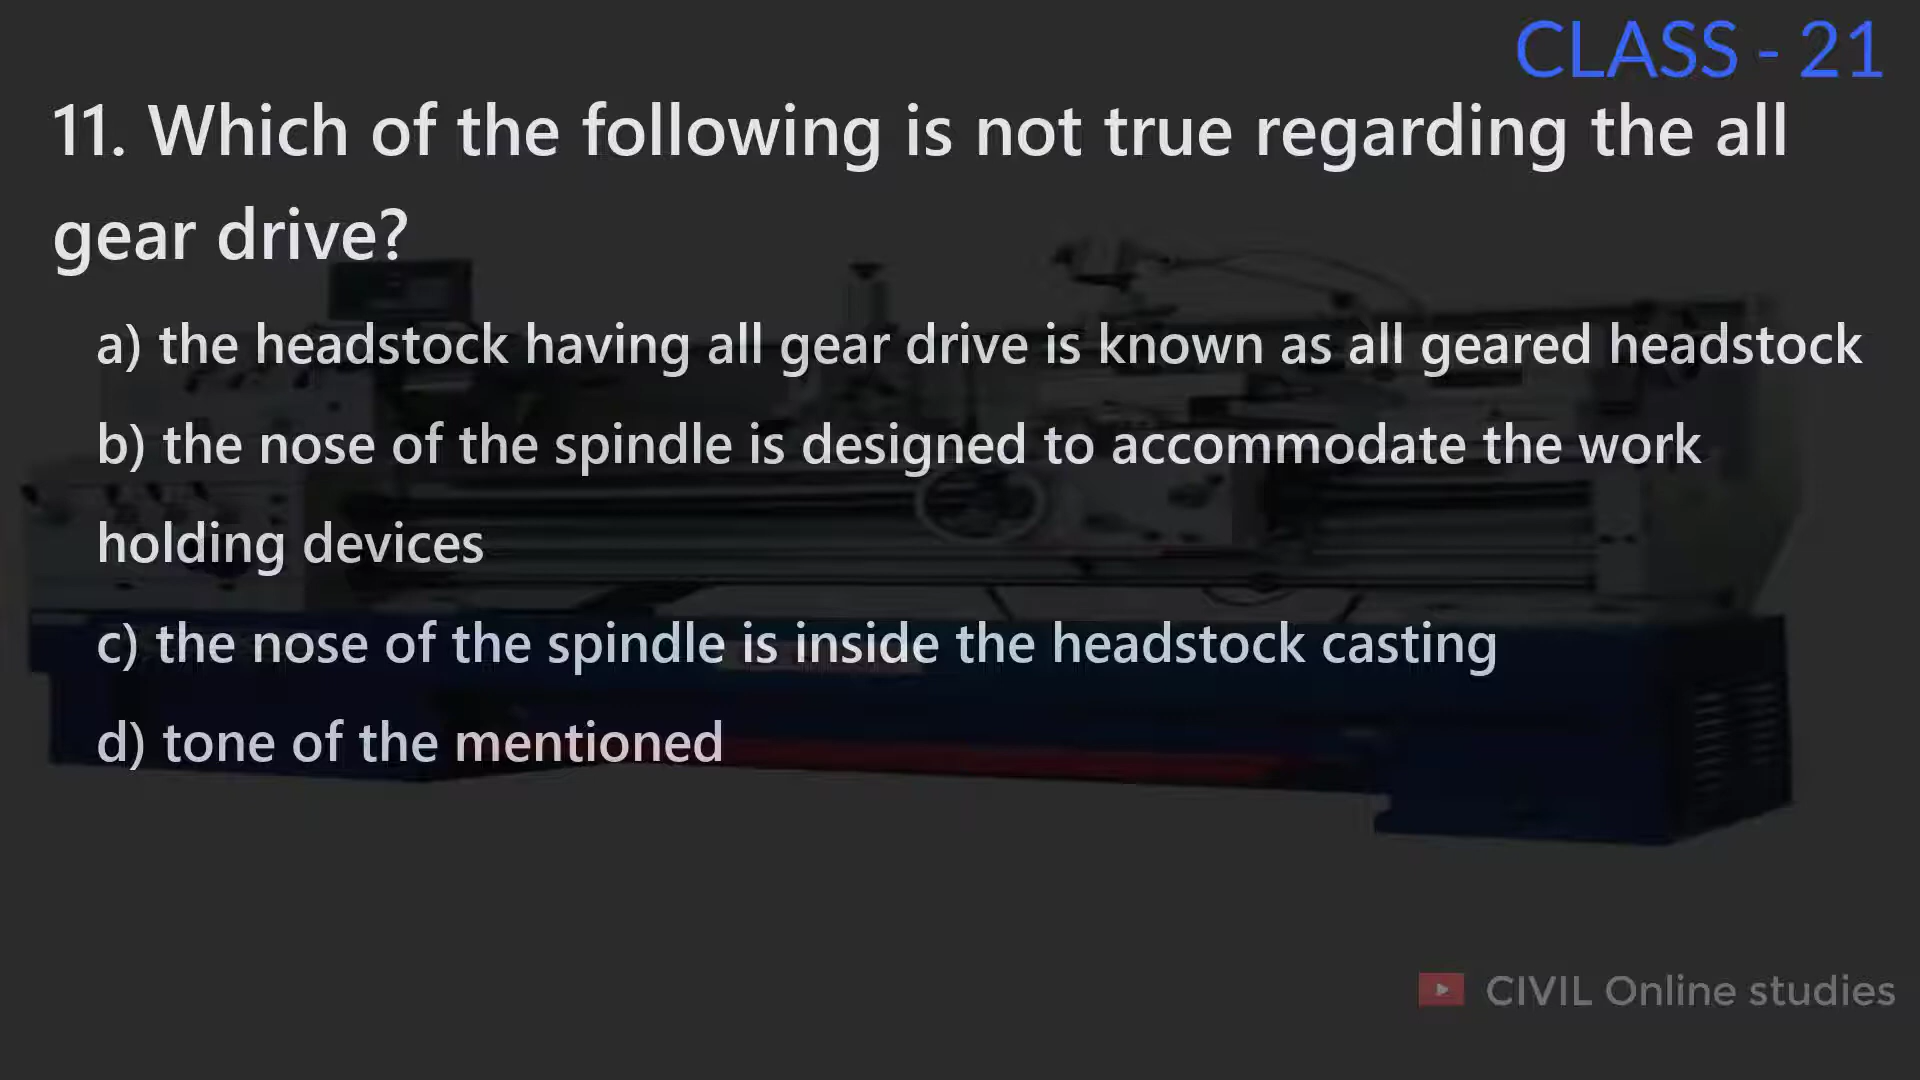 CLASS - 21
11. Which of the following is not true regarding the all
gear drive?
a) the headstock having all gear drive is known as all geared headstock
b) the nose of the spindle is designed to accommodate the work
holding devices
c) the nose of the spindle is inside the headstock casting
d) tone of the mentioned
CIVIL Online studies